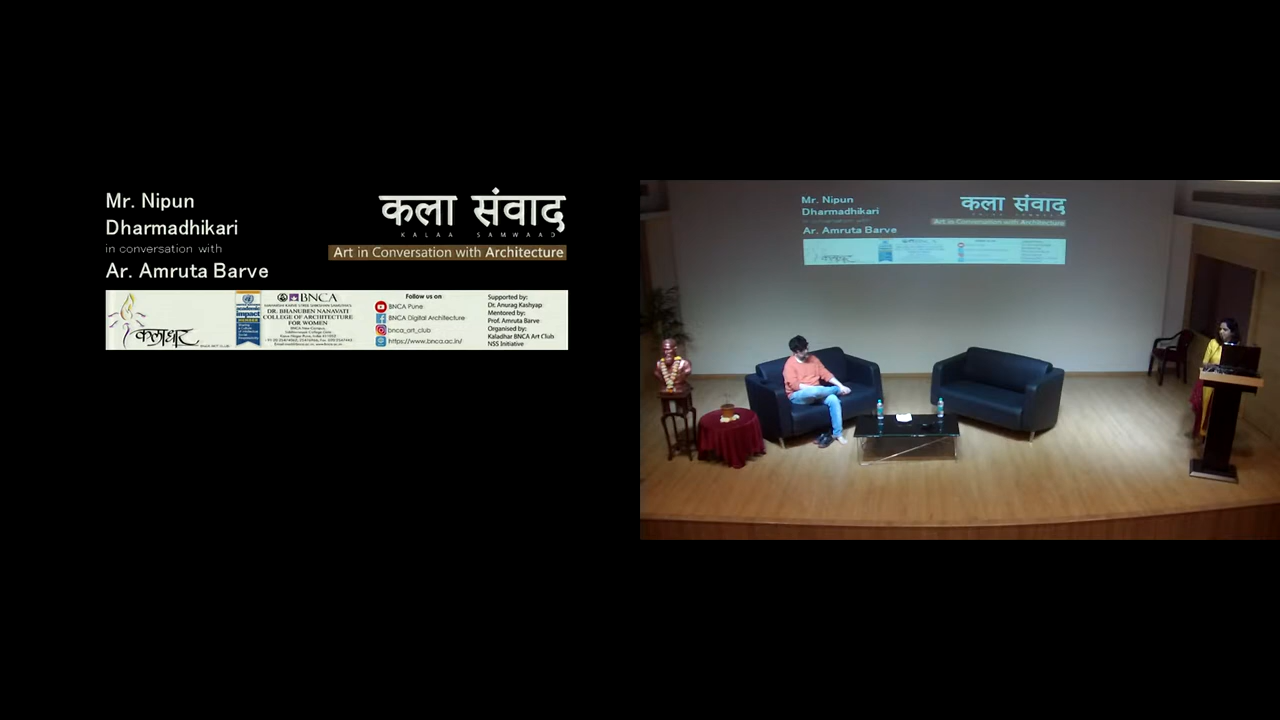 Mr. Nipun
Dharmadhikari
in conversation with
Ar. Amruta Barve
कला संवाद
KALAA SAMWAAD
Art in Conversation with Architecture
कलाधार
BNCA
DR. BHANUBEN NANAVATI
COLLEGE OF ARCHITECTURE
FOR WOMEN
Follow us on
BNCA Pune
BNCA Digital Architecture
bnca_art_club
https://www.bnca.ac.in/
Supported by:
Dr. Anurag Kashyap
Mentored by:
Prof. Amruta Barve
Organised by:
Kaladhar BNCA Art Club
NSS Initiative
Mr. Nipun
Dharmadhikari
Ar. Amruta Barve
कला संवाद
Art in Conversation with Architecture